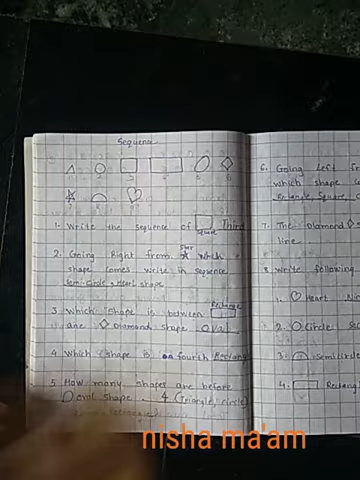 Sequence
1 2 3 4 5 6
7 8 9
1. Write the sequence of Square Third
2. Going Right from Star which
shape comes write in sequence
semi-circle & Heart shape
3. Which shape is between Rectange
and Diamond shape Oval
4 Which shape is fourth Rectang
5 How many shapes are before
oval shape. 4. (Triangle, circle
6. Going Left fr
which shape
Retangle, Square,
7. The Diamond
line
8. Write following
1. Heart
2. Circle Sec
3. Semicircle
4. Rectang
nisha ma'am